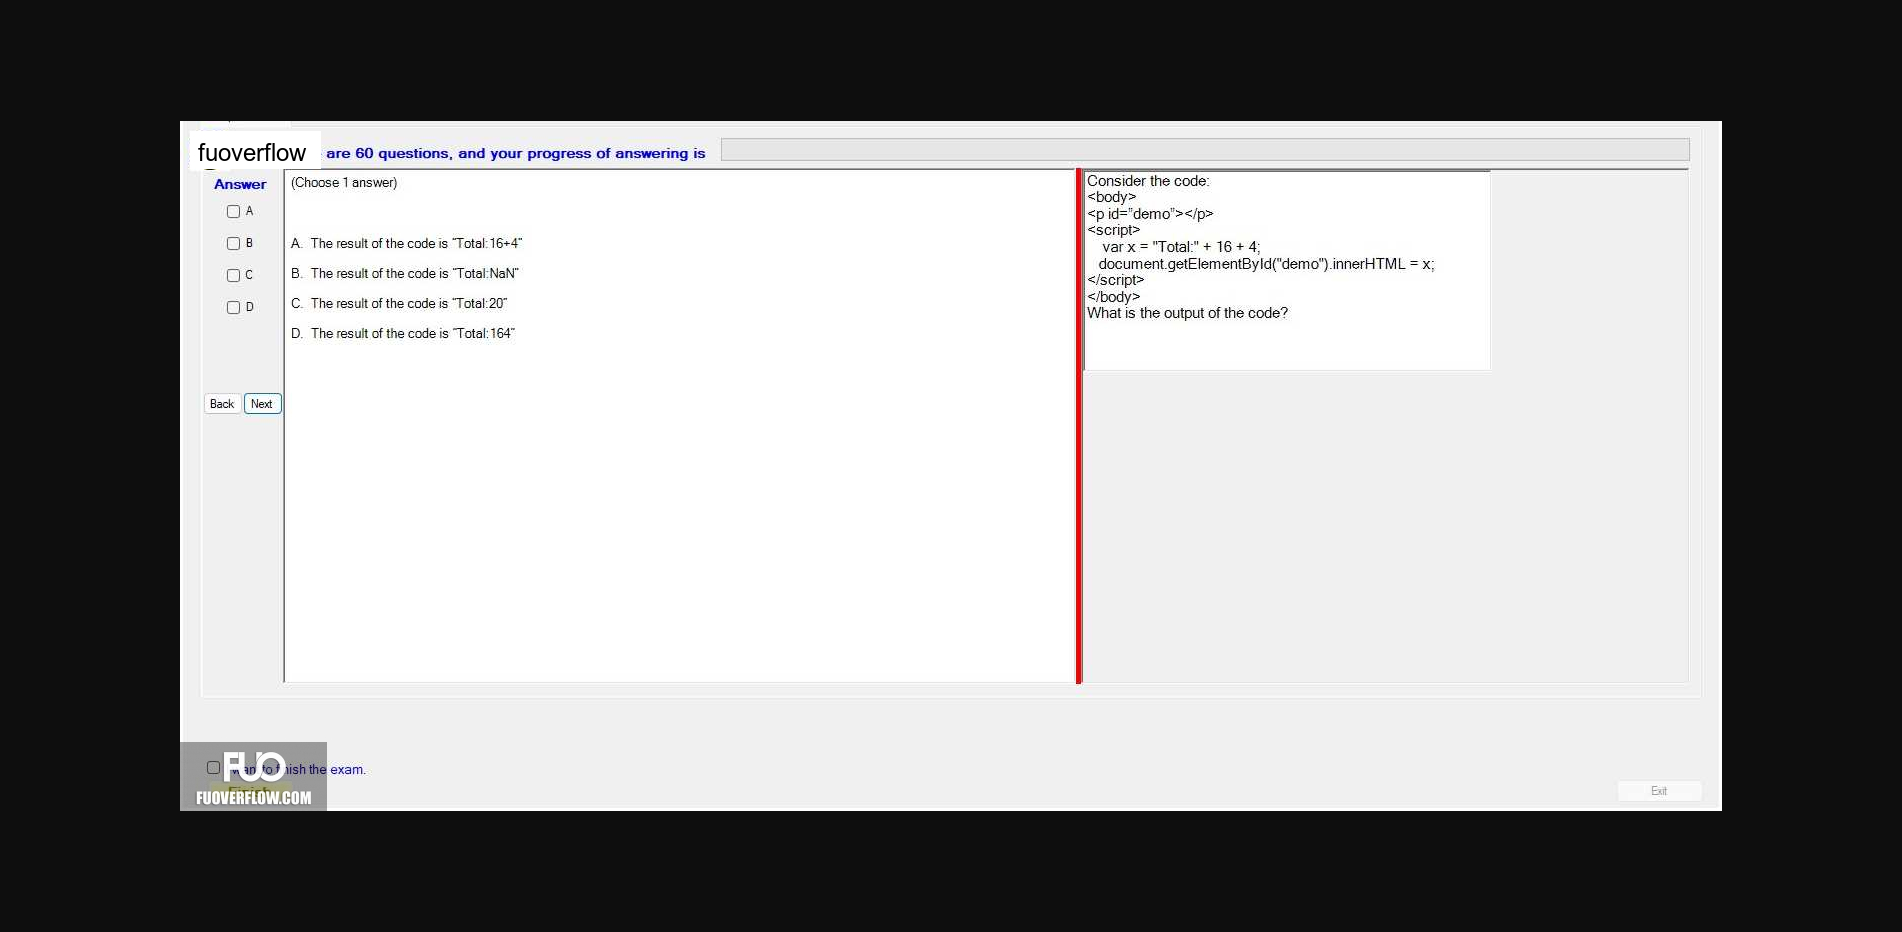 fuoverflow are 60 questions, and your progress of answering is
Answer
A
B
C
D
Back Next
(Choose 1 answer)
A. The result of the code is "Total:16+4"
B. The result of the code is "Total:NaN"
C. The result of the code is "Total:20"
D. The result of the code is "Total:164"
Consider the code:
<body>
<p id="demo"></p>
<script>
var x = "Total:" + 16 + 4;
document.getElementById("demo").innerHTML = x;
</script>
</body>
What is the output of the code?
want to finish the exam.
Finish
FUO
FUOVERFLOW.COM
Exit